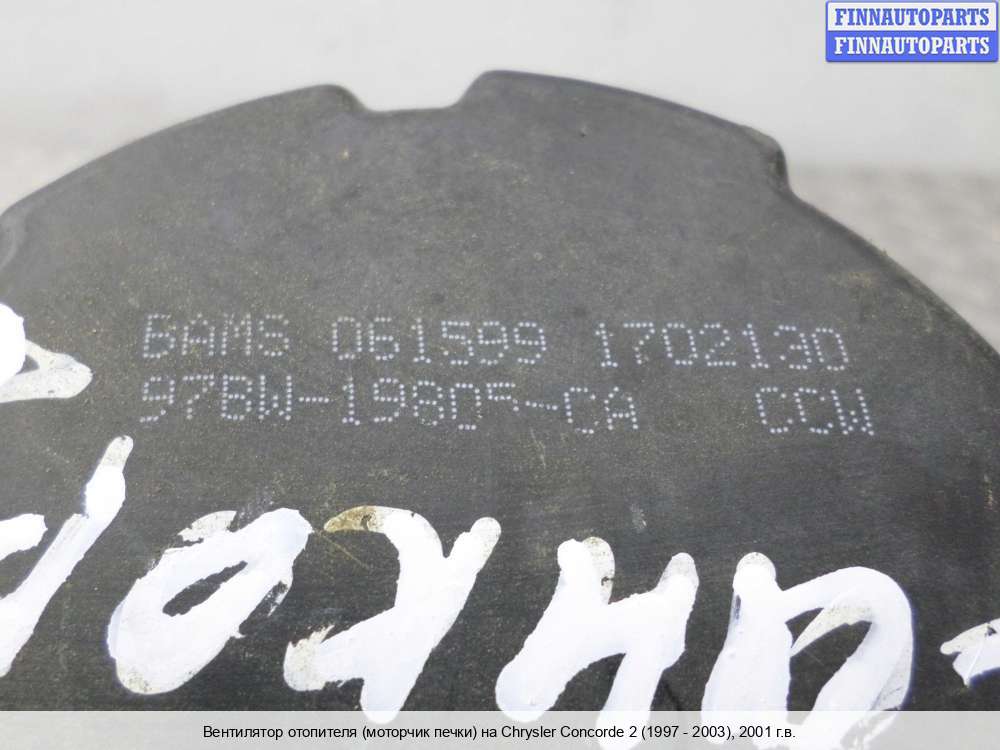 FINNAUTOPARTS
FINNAUTOPARTS
6AMS 061599 1702130
97BW-19805-CA CCW
Вентилятор отопителя (моторчик печки) на Chrysler Concorde 2 (1997 - 2003), 2001 г.в.